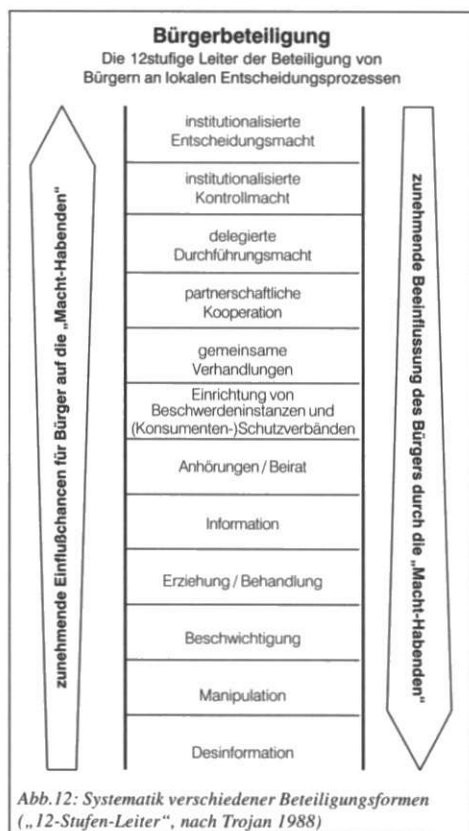 Bürgerbeteiligung
Die 12stufige Leiter der Beteiligung von
Bürgern an lokalen Entscheidungsprozessen
zunehmende Einflußchancen für Bürger auf die „Macht-Habenden"
institutionalisierte
Entscheidungsmacht
institutionalisierte
Kontrollmacht
delegierte
Durchführungsmacht
partnerschaftliche
Kooperation
gemeinsame
Verhandlungen
Einrichtung von
Beschwerdeninstanzen und
(Konsumenten-)Schutzverbänden
Anhörungen / Beirat
Information
Erziehung / Behandlung
Beschwichtigung
Manipulation
Desinformation
zunehmende Beeinflussung des Bürgers durch die „Macht-Habenden"
Abb.12: Systematik verschiedener Beteiligungsformen
(„12-Stufen-Leiter", nach Trojan 1988)